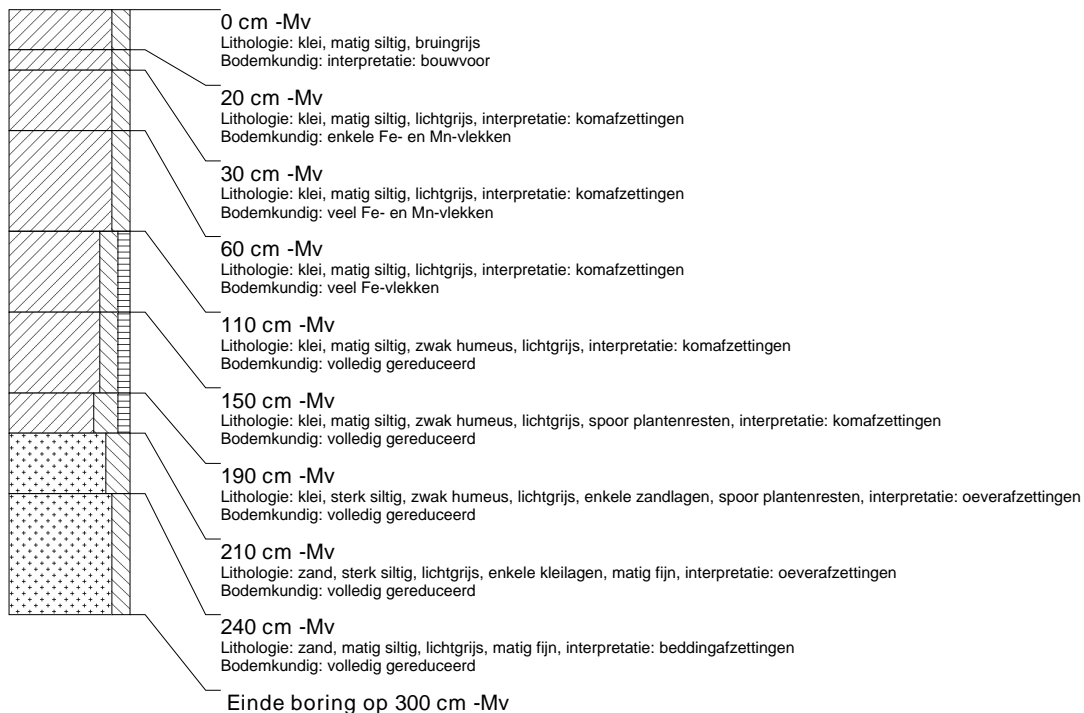 0 cm -Mv
Lithologie: klei, matig siltig, bruingrijs
Bodemkundig: interpretatie: bouwvoor
20 cm -Mv
Lithologie: klei, matig siltig, lichtgrijs, interpretatie: komafzettingen
Bodemkundig: enkele Fe- en Mn-vlekken
30 cm -Mv
Lithologie: klei, matig siltig, lichtgrijs, interpretatie: komafzettingen
Bodemkundig: veel Fe- en Mn-vlekken
60 cm -Mv
Lithologie: klei, matig siltig, lichtgrijs, interpretatie: komafzettingen
Bodemkundig: veel Fe-vlekken
110 cm -Mv
Lithologie: klei, matig siltig, zwak humeus, lichtgrijs, interpretatie: komafzettingen
Bodemkundig: volledig gereduceerd
150 cm -Mv
Lithologie: klei, matig siltig, zwak humeus, lichtgrijs, spoor plantenresten, interpretatie: komafzettingen
Bodemkundig: volledig gereduceerd
190 cm -Mv
Lithologie: klei, sterk siltig, zwak humeus, lichtgrijs, enkele zandlagen, spoor plantenresten, interpretatie: oeverafzettingen
Bodemkundig: volledig gereduceerd
210 cm -Mv
Lithologie: zand, sterk siltig, lichtgrijs, enkele kleilagen, matig fijn, interpretatie: oeverafzettingen
Bodemkundig: volledig gereduceerd
240 cm -Mv
Lithologie: zand, matig siltig, lichtgrijs, matig fijn, interpretatie: beddingafzettingen
Bodemkundig: volledig gereduceerd
Einde boring op 300 cm -Mv